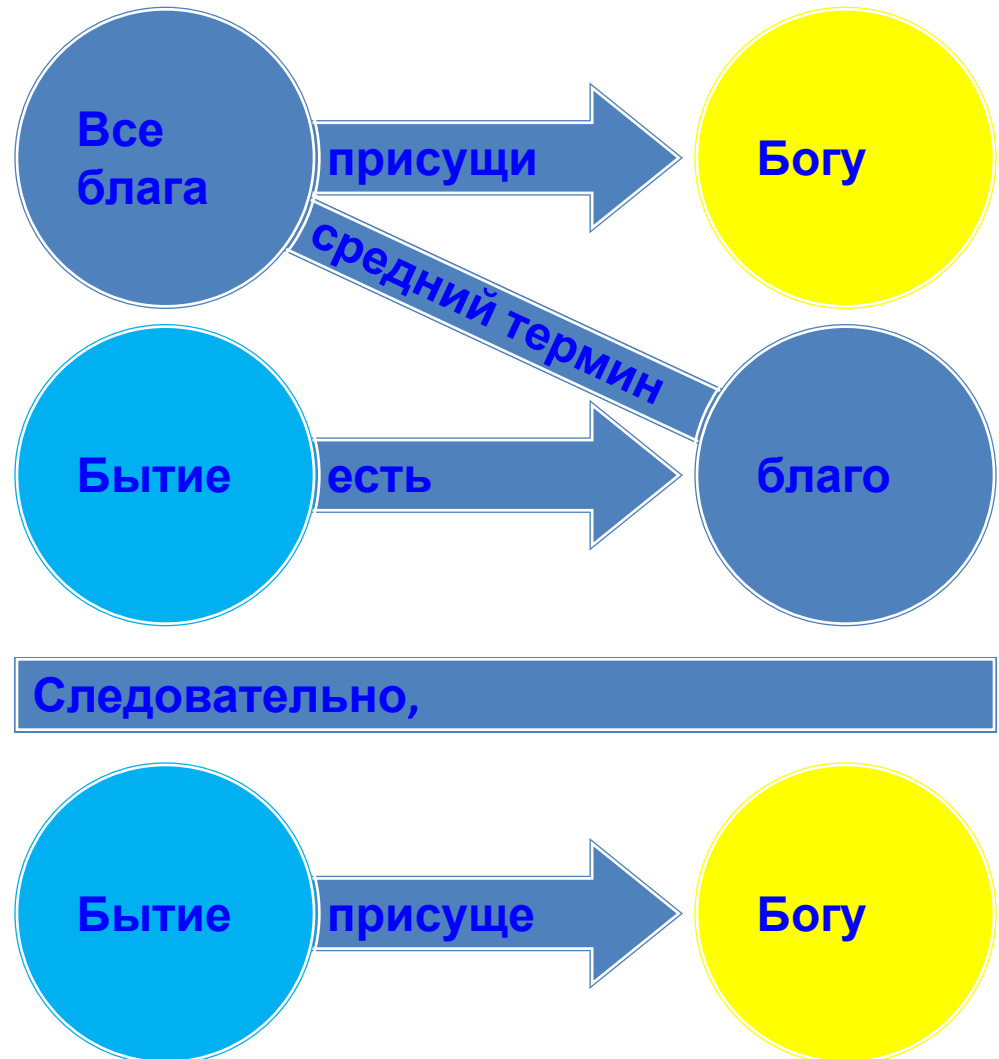 Все
блага
присущи
Богу
средний термин
Бытие
есть
благо
Следовательно,
Бытие
присуще
Богу